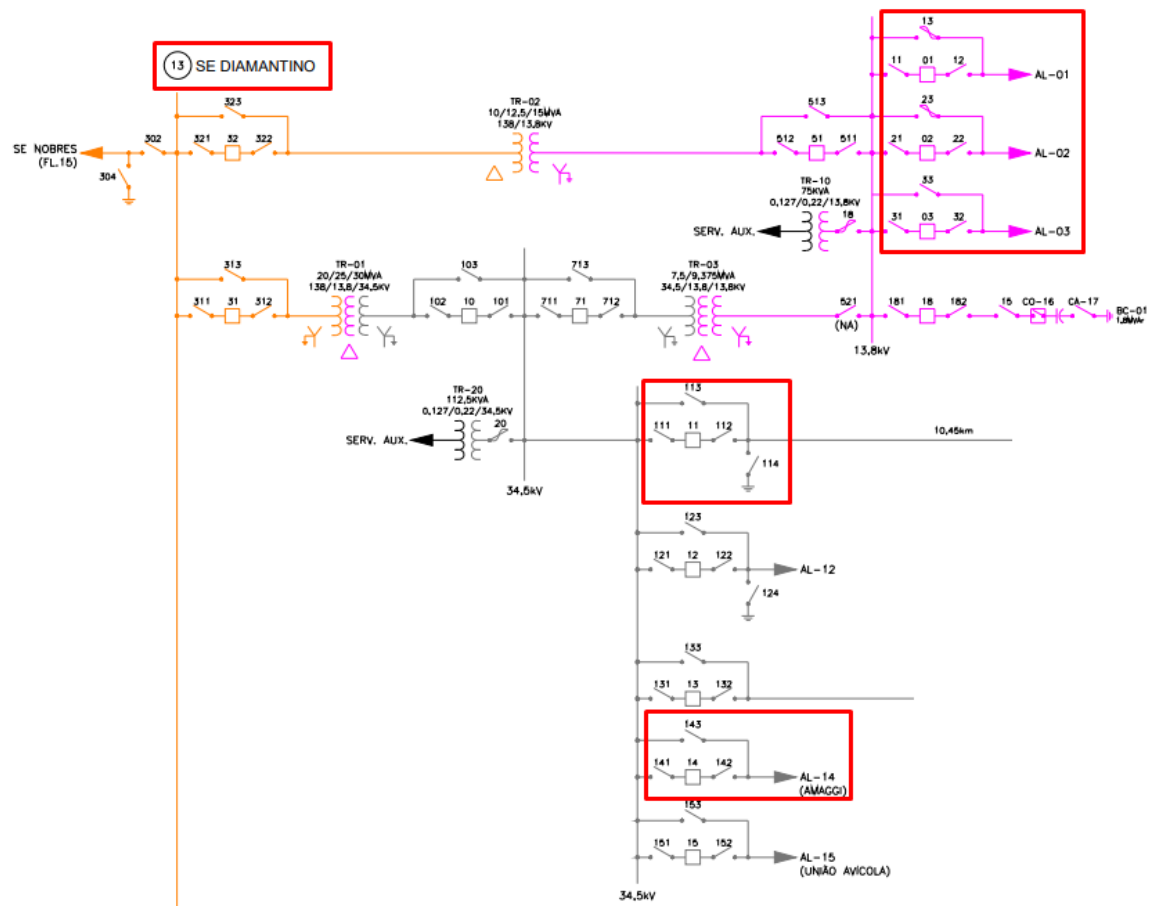 13 SE DIAMANTINO
SE NOBRES
(FL.15)
302
304
323
321 32 322
TR-02
10/12,5/15MVA
138/13,8KV
513
512 51 511
13
11 01 12
AL-01
23
21 02 22
AL-02
33
31 03 32
AL-03
TR-10
75KVA
0,127/0,22/13,8KV
18
SERV. AUX.
313
311 31 312
TR-01
20/25/30MVA
138/13,8/34,5KV
103
102 10 101
713
711 71 712
TR-03
7,5/9,375MVA
34,5/13,8/13,8KV
521
(NA)
181 18 182
15 CO-16 CA-17
BC-01
1,8MVAr
13,8kV
TR-20
112,5KVA
0,127/0,22/34,5KV
20
SERV. AUX.
34,5kV
113
111 11 112
114
10,45km
123
121 12 122
AL-12
124
133
131 13 132
143
141 14 142
AL-14
(AMAGGI)
153
151 15 152
AL-15
(UNIÃO AVÍCOLA)
34,5kV